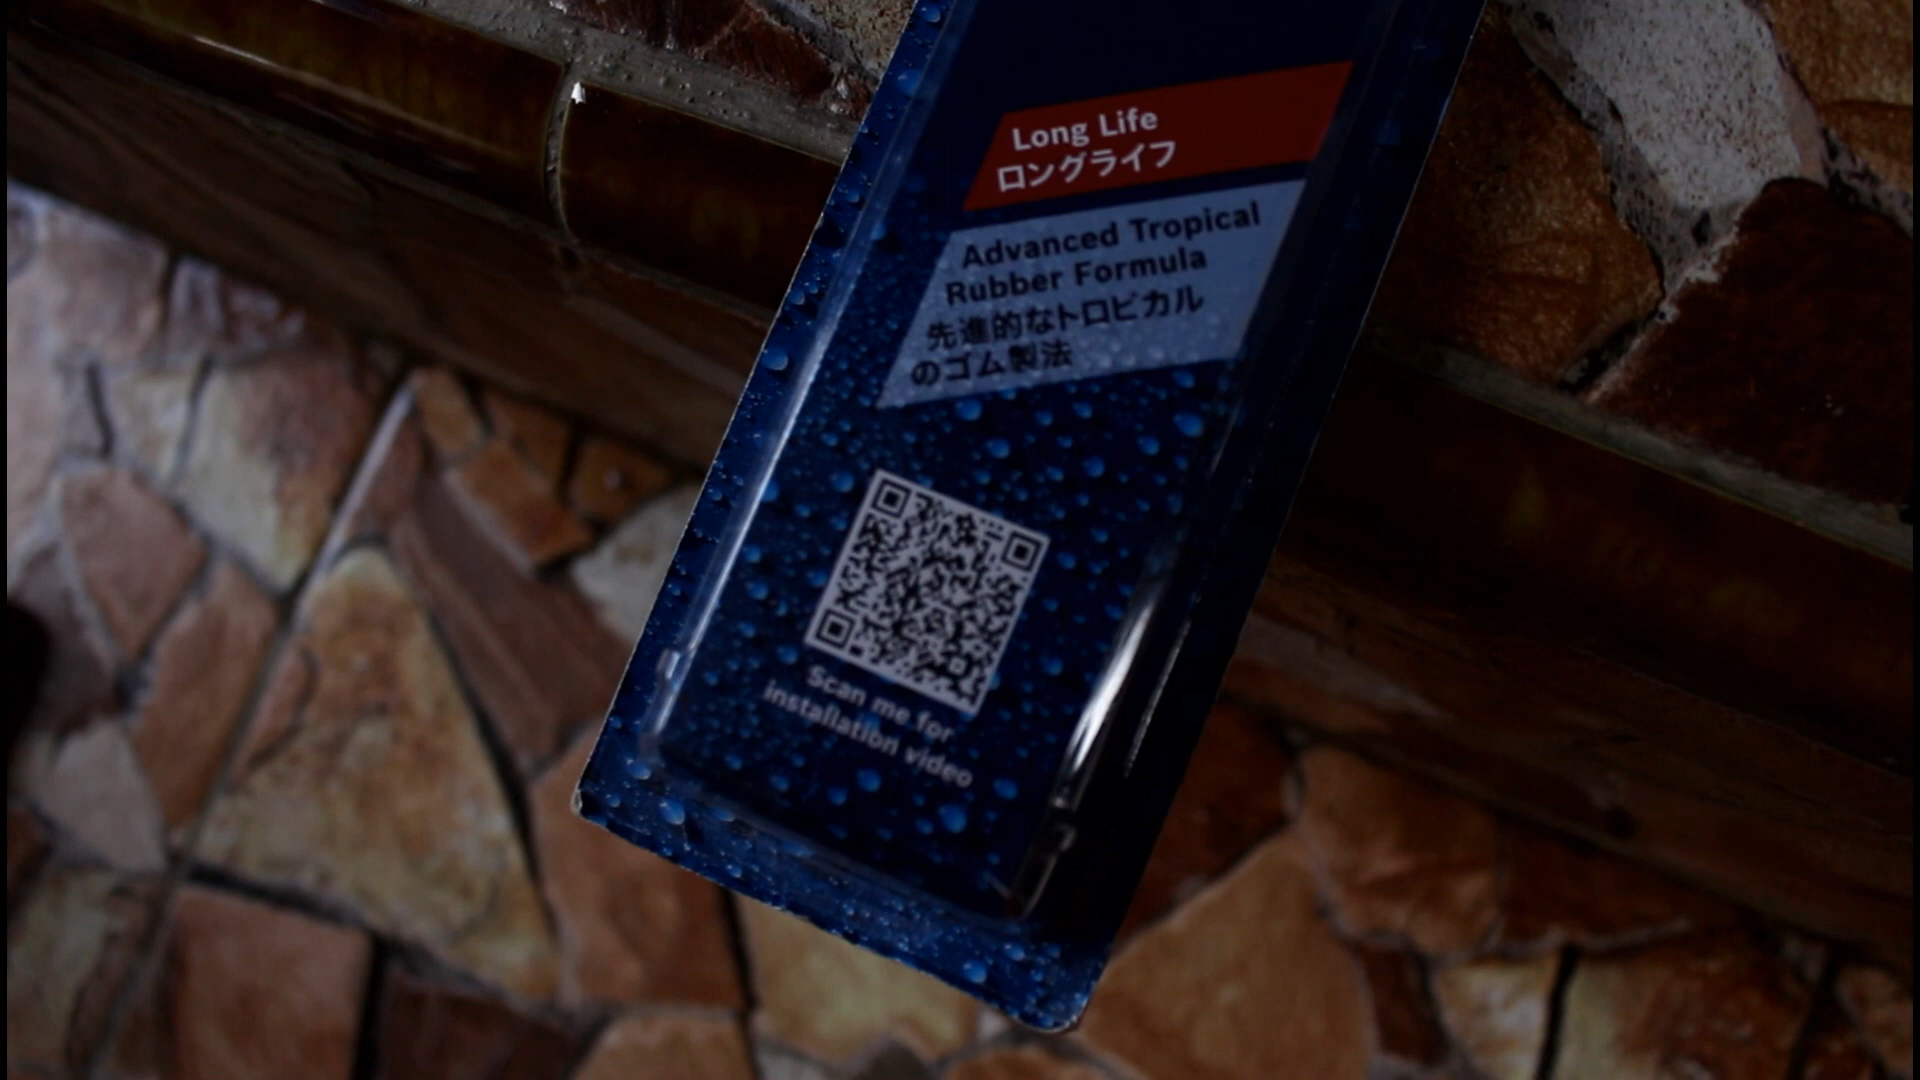 Long Life
ロングライフ
Advanced Tropical
Rubber Formula
先進的なトロピカル
のゴム製法
Scan me for
installation video